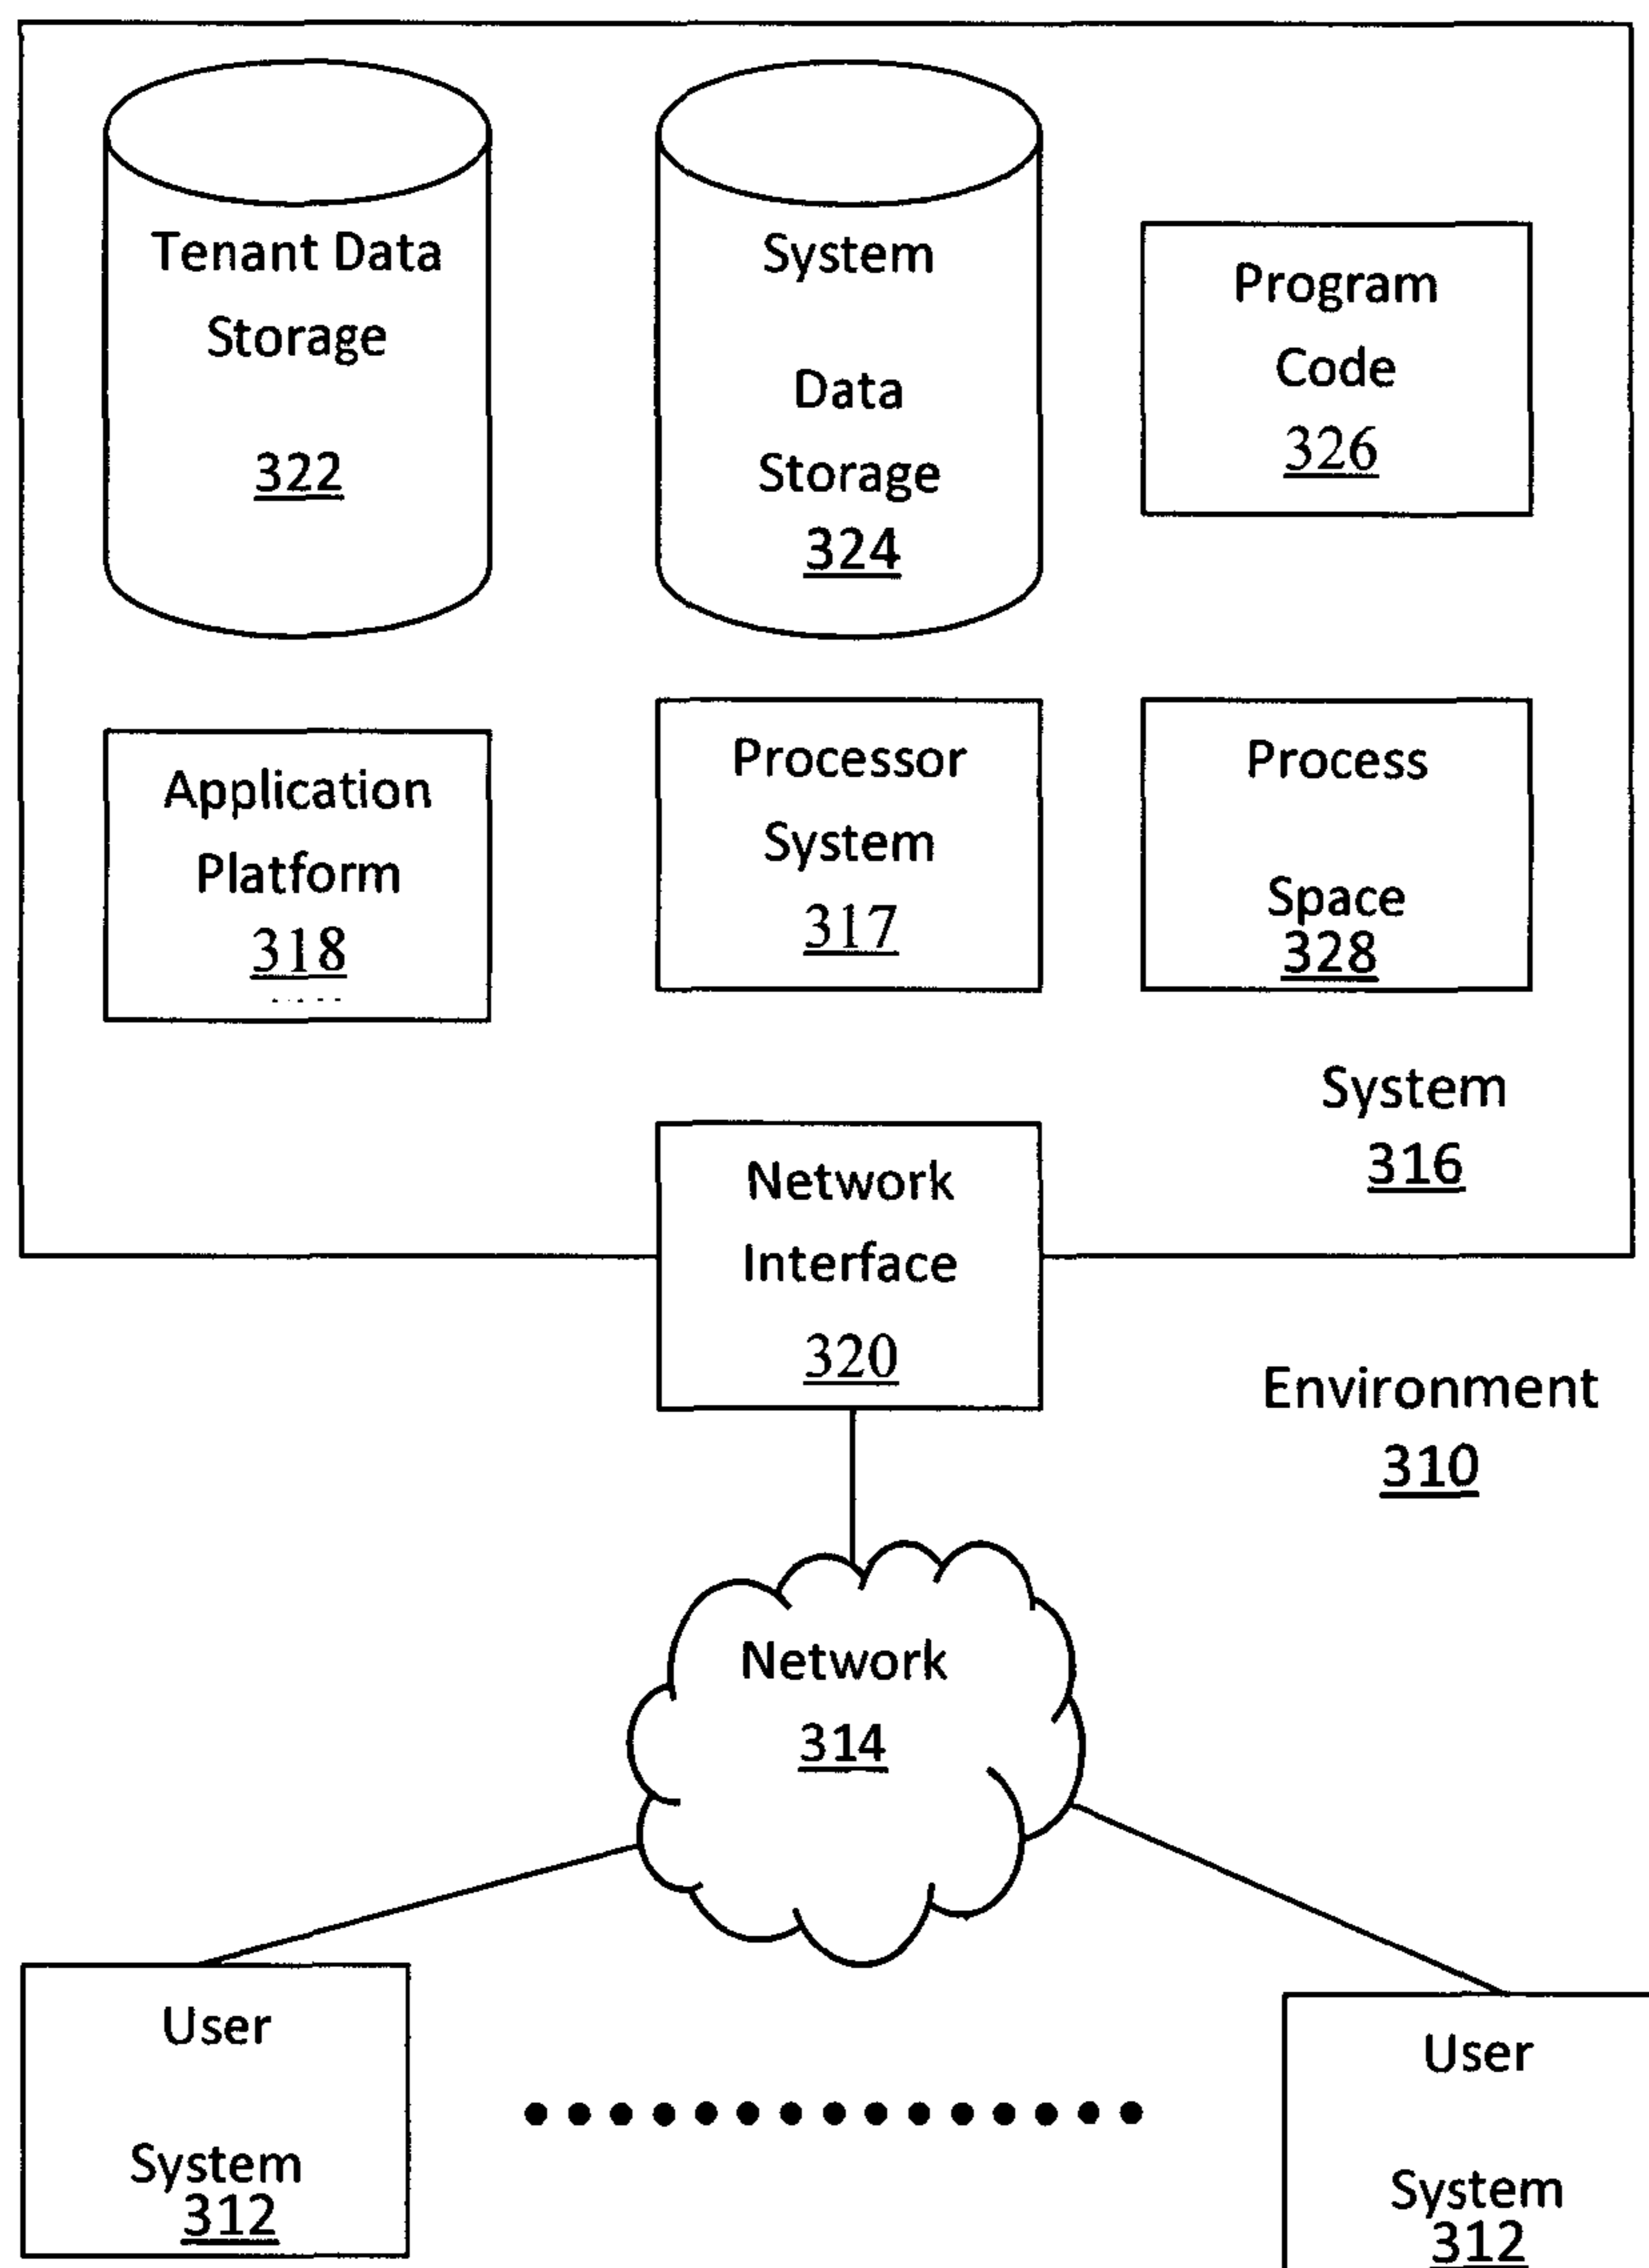 Tenant Data
Storage
322
System
Data
Storage
324
Program
Code
326
Application
Platform
318
Processor
System
317
Process
Space
328
System
316
Network
Interface
320
Environment
310
Network
314
User
System
312
User
System
312